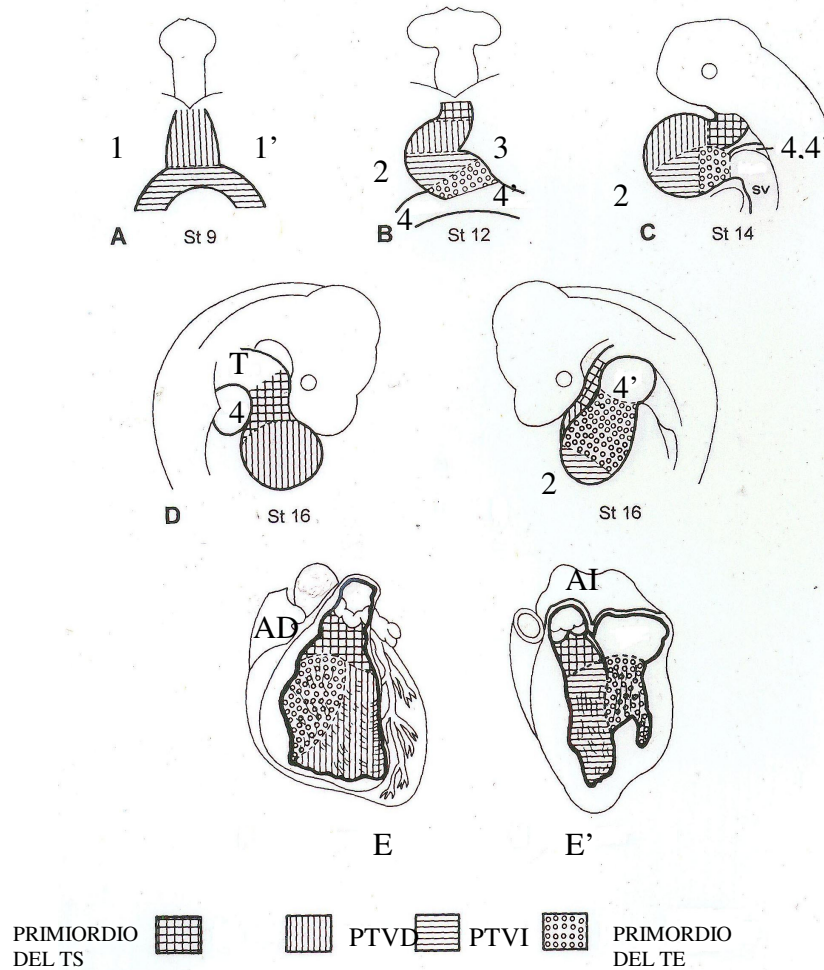 1 1'
A St 9
3
2
4'
4
B St 12
4,4'
2
sv
C St 14
T
4
D St 16
4'
2
St 16
AD
E
AI
E'
PRIMIORDIO
DEL TS
PTVD
PTVI
PRIMORDIO
DEL TE